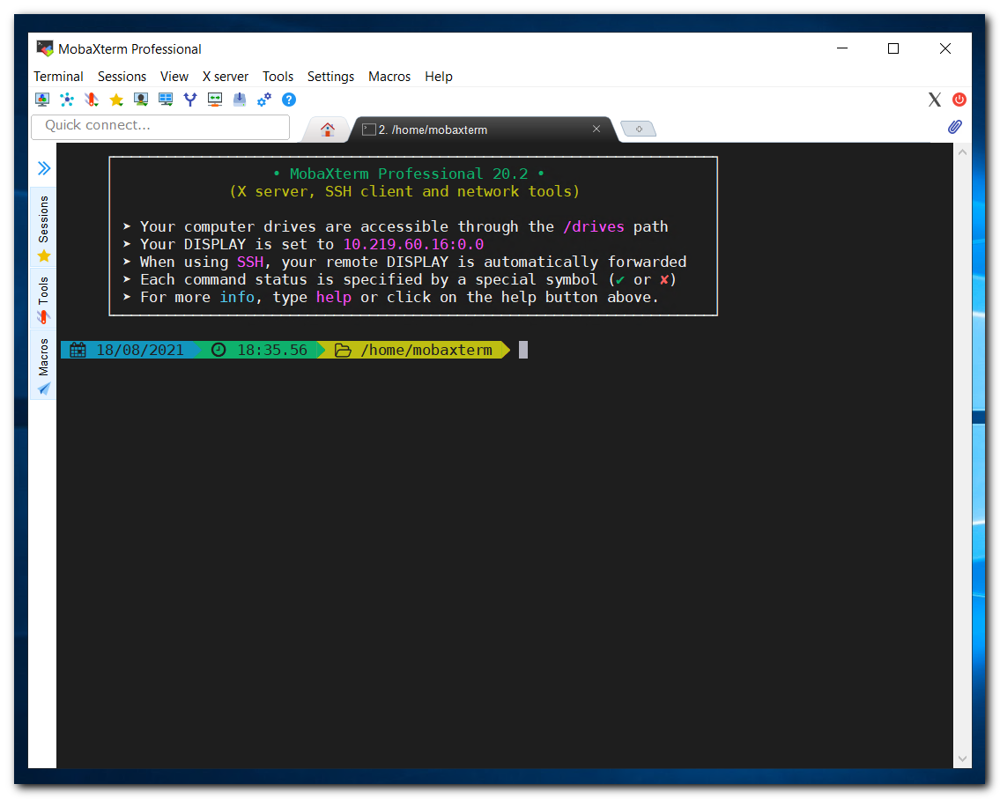 MobaXterm Professional
Terminal Sessions View X server Tools Settings Macros Help
Quick connect...
2. /home/mobaxterm
• MobaXterm Professional 20.2 •
(X server, SSH client and network tools)
➤ Your computer drives are accessible through the /drives path
➤ Your DISPLAY is set to 10.219.60.16:0.0
➤ When using SSH, your remote DISPLAY is automatically forwarded
➤ Each command status is specified by a special symbol (✔ or ✘)
➤ For more info, type help or click on the help button above.
18/08/2021 18:35.56 /home/mobaxterm
Sessions
Tools
Macros